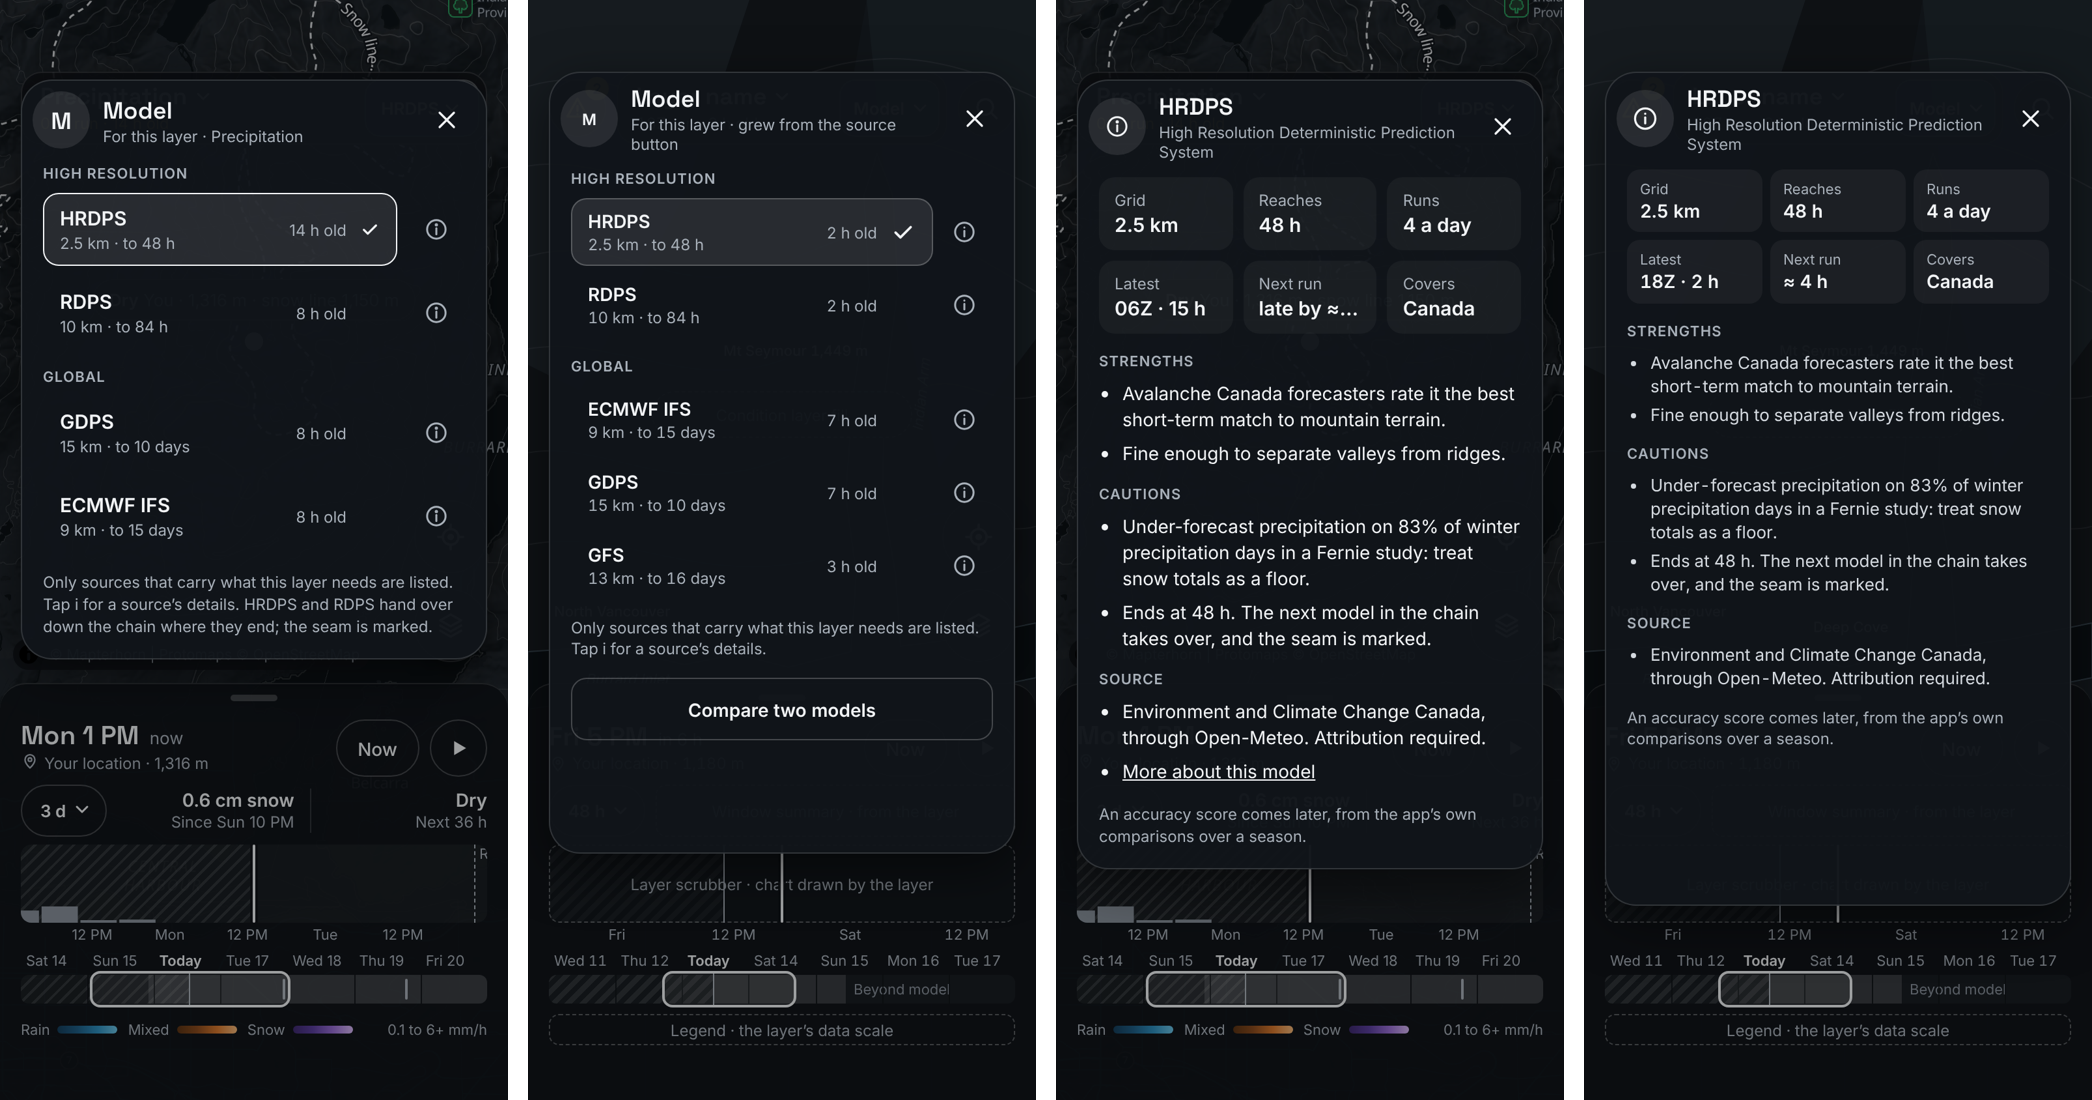 Snow line
Provi
M
Model
For this layer · Precipitation
HIGH RESOLUTION
HRDPS
2.5 km · to 48 h
14 h old
RDPS
10 km · to 84 h
8 h old
GLOBAL
GDPS
15 km · to 10 days
8 h old
ECMWF IFS
9 km · to 15 days
8 h old
Only sources that carry what this layer needs are listed.
Tap i for a source’s details. HRDPS and RDPS hand over
down the chain where they end; the seam is marked.
Mon 1 PM now
Your location · 1,316 m
Now
3 d
0.6 cm snow
Since Sun 10 PM
Dry
Next 36 h
R
12 PM Mon 12 PM Tue 12 PM
Sat 14 Sun 15 Today Tue 17 Wed 18 Thu 19 Fri 20
Rain Mixed Snow 0.1 to 6+ mm/h
M
Model
For this layer · grew from the source
button
HIGH RESOLUTION
HRDPS
2.5 km · to 48 h
2 h old
RDPS
10 km · to 84 h
2 h old
GLOBAL
ECMWF IFS
9 km · to 15 days
7 h old
GDPS
15 km · to 10 days
7 h old
GFS
13 km · to 16 days
3 h old
Only sources that carry what this layer needs are listed.
Tap i for a source’s details.
Compare two models
Layer scrubber · chart drawn by the layer
Fri 12 PM Sat 12 PM
Wed 11 Thu 12 Today Sat 14 Sun 15 Mon 16 Tue 17
Beyond model
Legend · the layer’s data scale
Snow line
Provi
HRDPS
High Resolution Deterministic Prediction
System
Grid
2.5 km
Reaches
48 h
Runs
4 a day
Latest
06Z · 15 h
Next run
late by ≈…
Covers
Canada
STRENGTHS
• Avalanche Canada forecasters rate it the best
short-term match to mountain terrain.
• Fine enough to separate valleys from ridges.
CAUTIONS
• Under-forecast precipitation on 83% of winter
precipitation days in a Fernie study: treat
snow totals as a floor.
• Ends at 48 h. The next model in the chain
takes over, and the seam is marked.
SOURCE
• Environment and Climate Change Canada,
through Open-Meteo. Attribution required.
• More about this model
An accuracy score comes later, from the app’s own
comparisons over a season.
12 PM Mon 12 PM Tue 12 PM
Sat 14 Sun 15 Today Tue 17 Wed 18 Thu 19 Fri 20
Rain Mixed Snow 0.1 to 6+ mm/h
HRDPS
High Resolution Deterministic Prediction
System
Grid
2.5 km
Reaches
48 h
Runs
4 a day
Latest
18Z · 2 h
Next run
≈ 4 h
Covers
Canada
STRENGTHS
• Avalanche Canada forecasters rate it the best
short-term match to mountain terrain.
• Fine enough to separate valleys from ridges.
CAUTIONS
• Under-forecast precipitation on 83% of winter
precipitation days in a Fernie study: treat snow
totals as a floor.
• Ends at 48 h. The next model in the chain takes
over, and the seam is marked.
SOURCE
• Environment and Climate Change Canada,
through Open-Meteo. Attribution required.
An accuracy score comes later, from the app’s own
comparisons over a season.
Fri 12 PM Sat 12 PM
Wed 11 Thu 12 Today Sat 14 Sun 15 Mon 16 Tue 17
Beyond model
Legend · the layer’s data scale